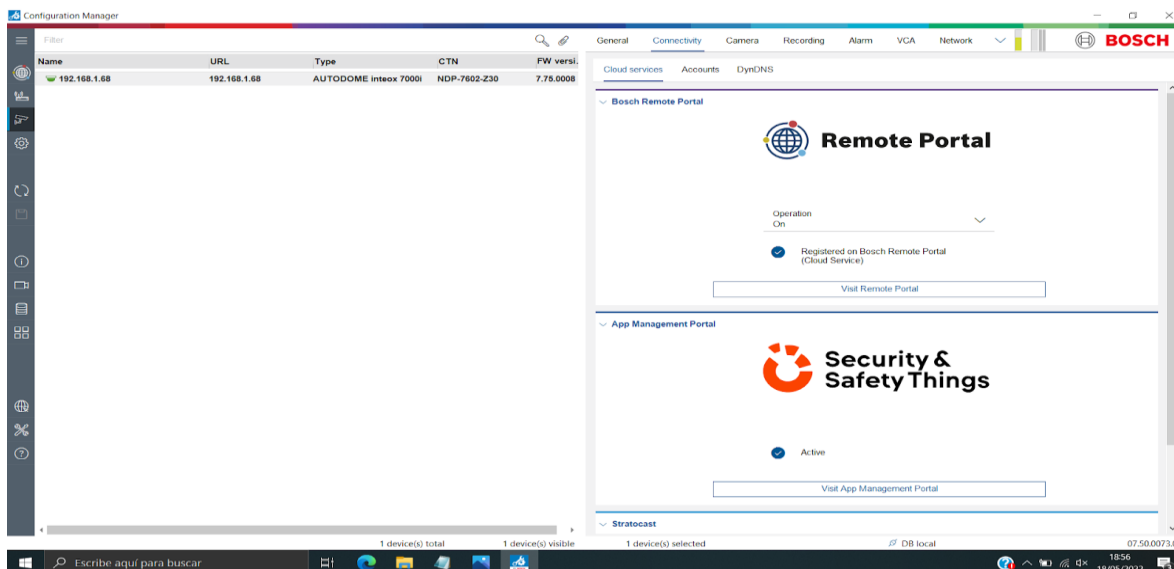 Configuration Manager
Filter
General Connectivity Camera Recording Alarm VCA Network
BOSCH
Name URL Type CTN FW versi.
192.168.1.68 192.168.1.68 AUTODOME inteox 7000i NDP-7602-Z30 7.75.0008
Cloud services Accounts DynDNS
Bosch Remote Portal
Remote Portal
Operation
On
Registered on Bosch Remote Portal
(Cloud Service)
Visit Remote Portal
App Management Portal
Security &
Safety Things
Active
Visit App Management Portal
Stratocast
1 device(s) total 1 device(s) visible 1 device(s) selected DB local 07.50.0073.
Escribe aquí para buscar
18:56
18/05/2022